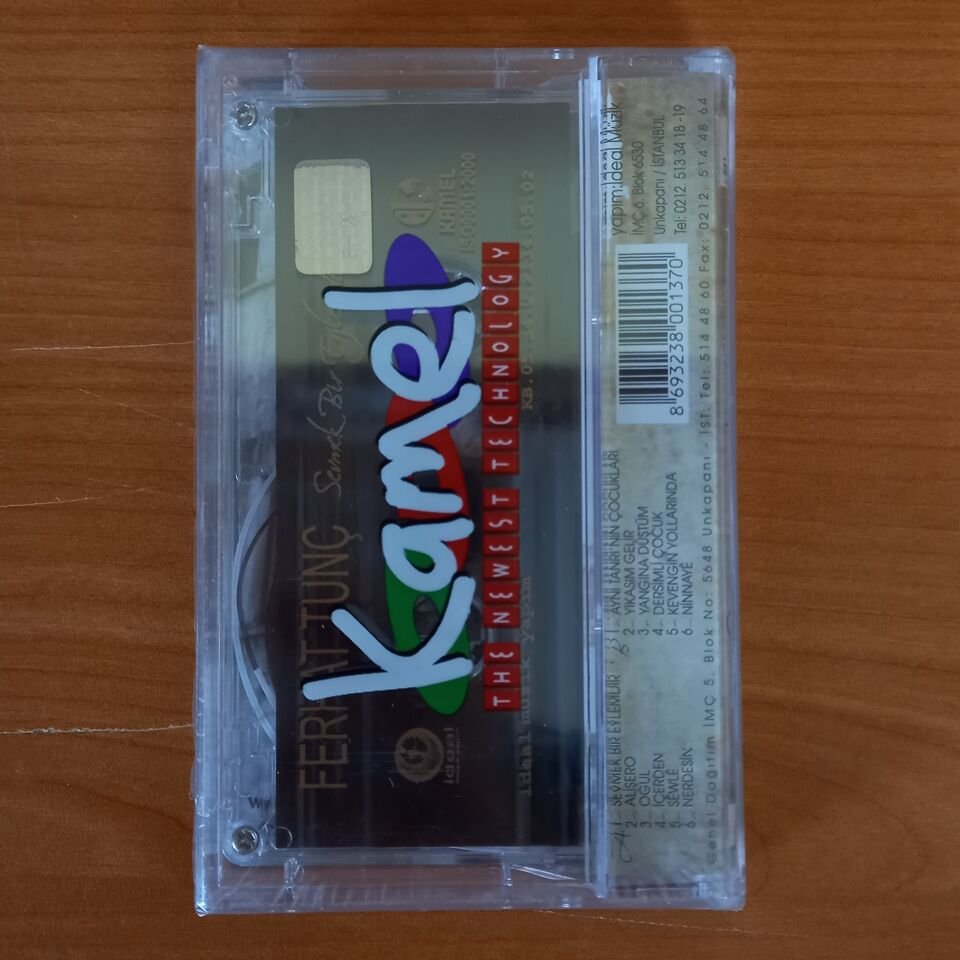 FERHAT TUNÇ Sevmek Bir Eylemdir
Kamel
THE NEWEST TECHNOLOGY
KAMEL
ideal
ideal müzik yapım
A 1- SEVMEK BİR EYLEMDİR
2- ALİŞERO
3- OĞUL
4- İÇERDEN
5- SEWLÊ
6- NERDESİN
B 1- AYNI TANRI'NIN ÇOCUKLARI
2- YIKASIM GELİR
3- YANGINA DÜŞTÜM
4- DERSİMLİ ÇOCUK
5- KEVENGİN YOLLARINDA
6- NINNAYÊ
8 693238 001370
yapım:İdeal Müzik
İMÇ 6. Blok 6530
Unkapanı / İSTANBUL
Tel: 0212. 513 34 18 -19
Genel Dağıtım İMÇ 5. Blok No: 5648 Unkapanı - İST. Tel: 514 48 60 Fax: 0212. 514 48 64